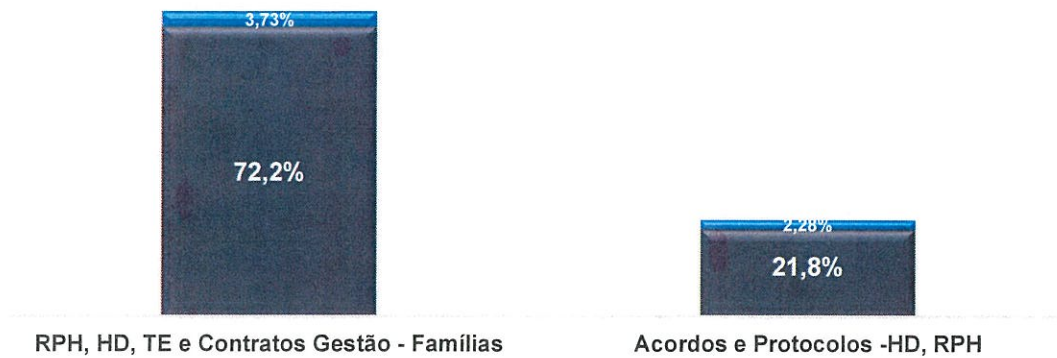 3,73%
72,2%
2,28%
21,8%
RPH, HD, TE e Contratos Gestão - Famílias
Acordos e Protocolos -HD, RPH